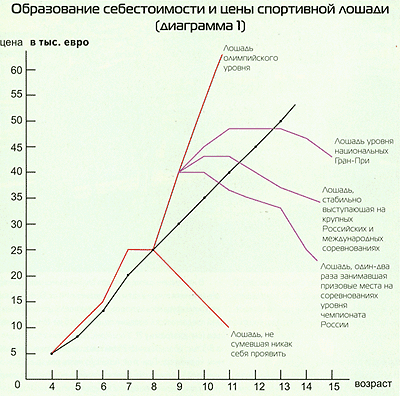 Образование себестоимости и цены спортивной лошади
(диаграмма 1)
цена в тыс. евро
Лошадь
олимпийского
уровня
60
55
50
45
40
35
30
25
20
15
10
5
Лошадь уровня
национальных
Гран-При
Лошадь,
стабильно
выступающая на
крупных
Российских и
международных
соревнованиях
Лошадь, один-два
раза занимавшая
призовые места на
соревнованиях
уровня
чемпионата
России
Лошадь, не
сумевшая никак
себя проявить
1 2 3 4 5 6 7 8 9 10 11 12 13 14 15 возраст